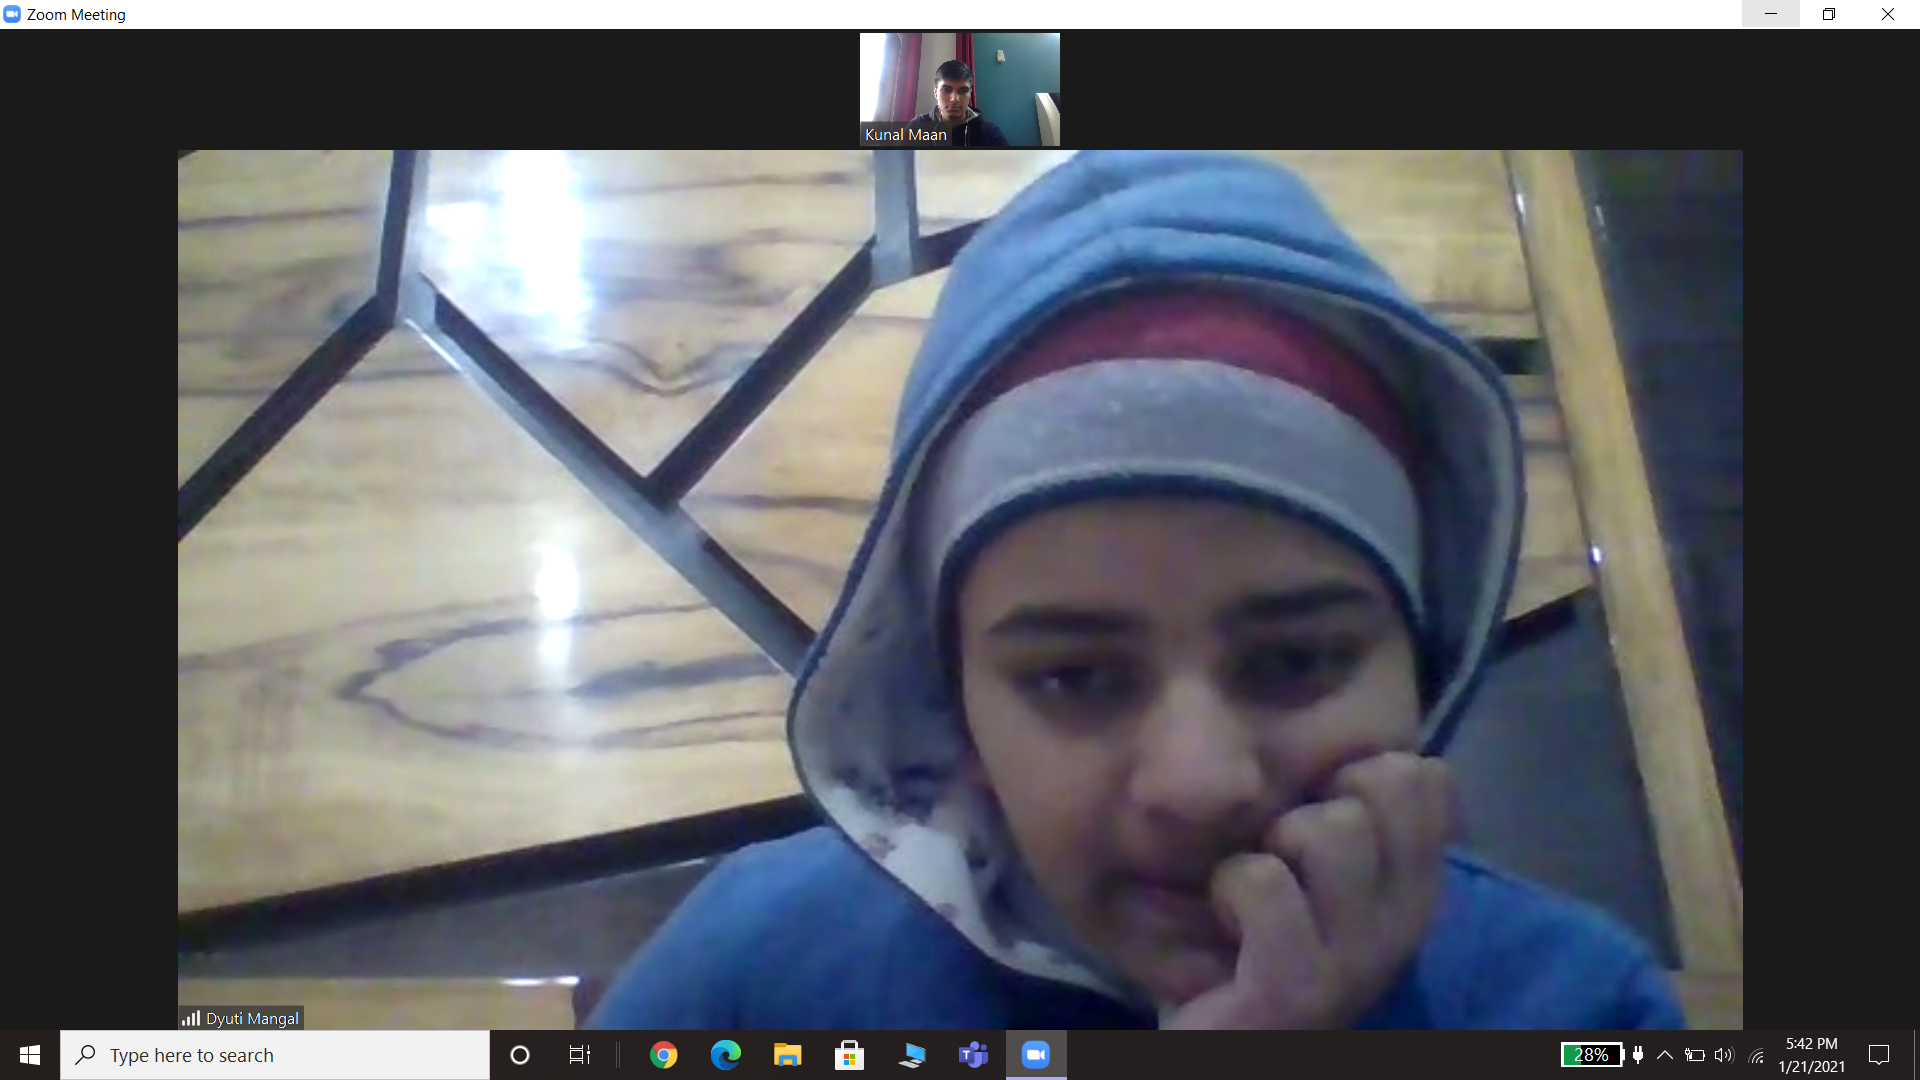 Zoom Meeting
Kunal Maan
Dyuti Mangal
Type here to search
28%
5:42 PM
1/21/2021